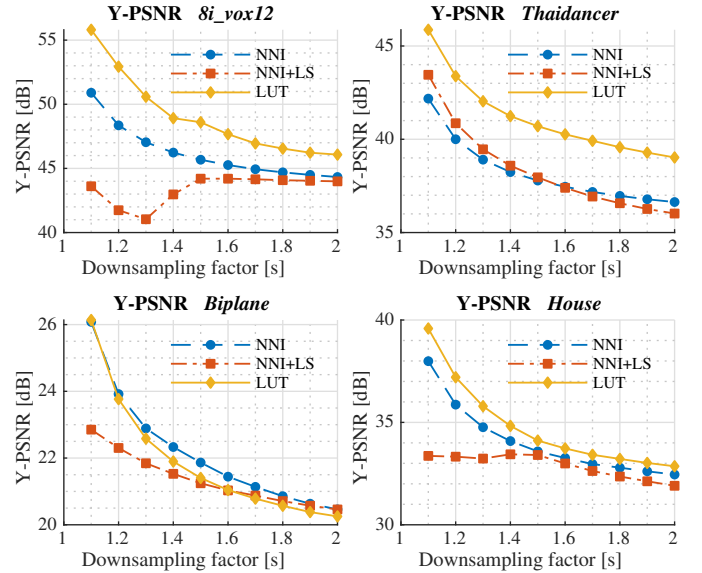 Y-PSNR 8i_vox12
Y-PSNR [dB]
55
50
45
40
NNI
NNI+LS
LUT
1 1.2 1.4 1.6 1.8 2
Downsampling factor [s]
Y-PSNR Thaidancer
Y-PSNR [dB]
45
40
35
NNI
NNI+LS
LUT
1 1.2 1.4 1.6 1.8 2
Downsampling factor [s]
Y-PSNR Biplane
Y-PSNR [dB]
26
24
22
20
NNI
NNI+LS
LUT
1 1.2 1.4 1.6 1.8 2
Downsampling factor [s]
Y-PSNR House
Y-PSNR [dB]
40
35
30
NNI
NNI+LS
LUT
1 1.2 1.4 1.6 1.8 2
Downsampling factor [s]